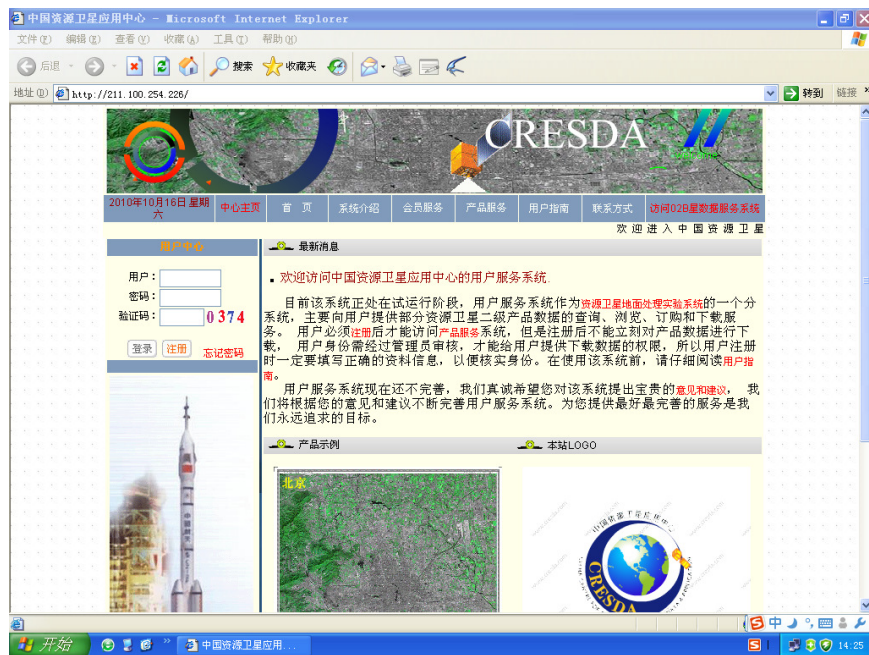 中国资源卫星应用中心 - Microsoft Internet Explorer
文件(F) 编辑(E) 查看(V) 收藏(A) 工具(T) 帮助(H)
后退 搜索 收藏夹
地址(D) http://211.100.254.226/ 转到 链接 »
CRESDA
2010年10月16日 星期六 中心主页 首 页 系统介绍 会员服务 产品服务 用户指南 联系方式 访问02B星数据服务系统
欢 迎 进 入 中 国 资 源 卫 星
用户中心
最新消息
用户：
密码：
验证码： 0374
登录 注册 忘记密码
欢迎访问中国资源卫星应用中心的用户服务系统.
目前该系统正处在试运行阶段，用户服务系统作为资源卫星地面处理实验系统的一个分
系统，主要向用户提供部分资源卫星二级产品数据的查询、浏览、订购和下载服
务。 用户必须注册后才能访问产品服务系统，但是注册后不能立刻对产品数据进行下
载， 用户身份需经过管理员审核，才能给用户提供下载数据的权限，所以用户注册
时一定要填写正确的资料信息，以便核实身份。在使用该系统前，请仔细阅读用户指
南。
用户服务系统现在还不完善，我们真诚希望您对该系统提出宝贵的意见和建议， 我
们将根据您的意见和建议不断完善用户服务系统。为您提供最好最完善的服务是我
们永远追求的目标。
产品示例
本站LOGO
北京
中国航天
CRESDA
中
开始
中国资源卫星应用...
14:25